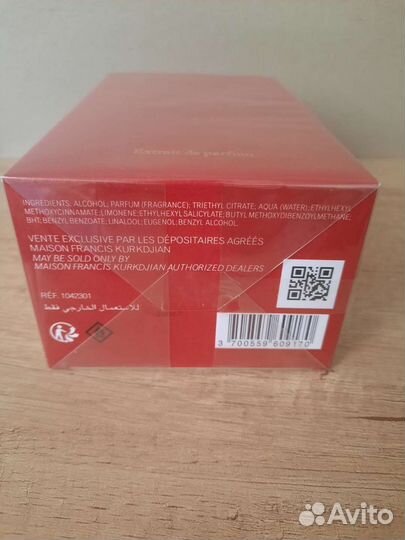 Extrait de parfum
INGREDIENTS: ALCOHOL; PARFUM (FRAGRANCE); TRIETHYL CITRATE; AQUA (WATER); ETHYLHEXYL
METHOXYCINNAMATE; LIMONENE; ETHYLHEXYL SALICYLATE; BUTYL METHOXYDIBENZOYLMETHANE;
BHT; BENZYL BENZOATE; LINALOOL; EUGENOL; BENZYL ALCOHOL.
VENTE EXCLUSIVE PAR LES DÉPOSITAIRES AGRÉÉS
MAISON FRANCIS KURKDJIAN
MAY BE SOLD ONLY BY
MAISON FRANCIS KURKDJIAN AUTHORIZED DEALERS
RÉF. 1042301
للاستعمال الخارجي فقط
3 700559 609170
Avito